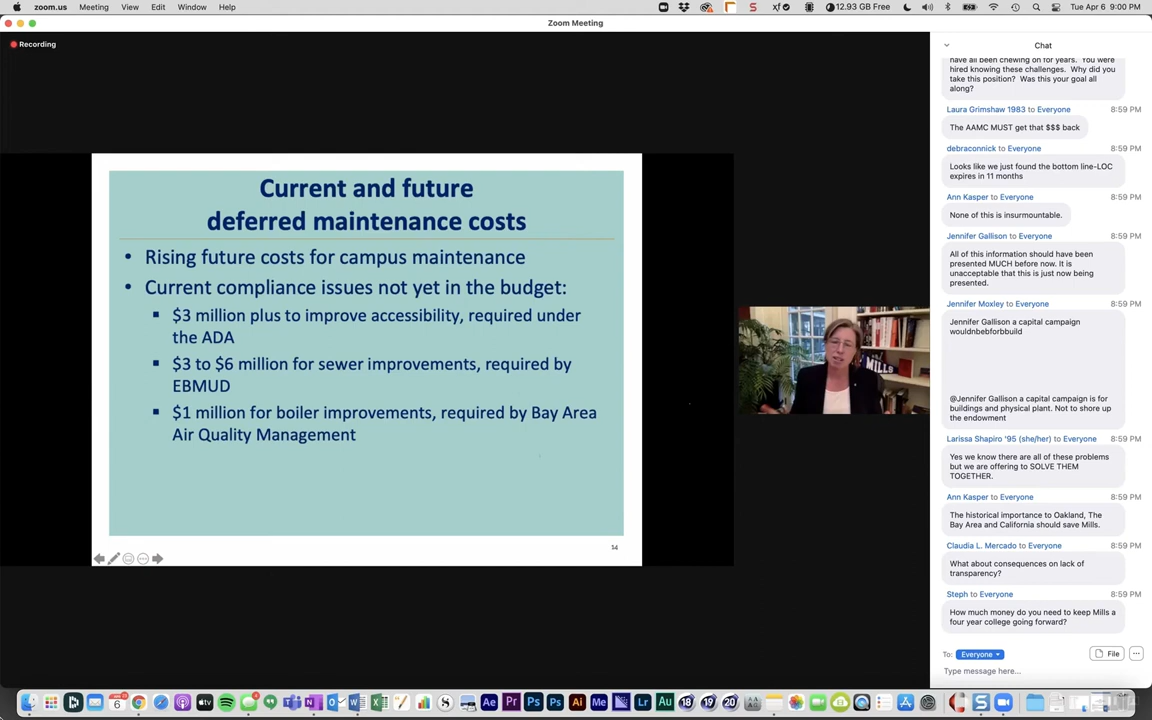 zoom.us Meeting View Edit Window Help
12.93 GB Free Tue Apr 6 9:00 PM
Zoom Meeting
Recording
Current and future
deferred maintenance costs
• Rising future costs for campus maintenance
• Current compliance issues not yet in the budget:
▪ $3 million plus to improve accessibility, required under
the ADA
▪ $3 to $6 million for sewer improvements, required by
EBMUD
▪ $1 million for boiler improvements, required by Bay Area
Air Quality Management
14
MILLS
Chat
have all been chewing on for years. You were
hired knowing these challenges. Why did you
take this position? Was this your goal all
along?
Laura Grimshaw 1983 to Everyone 8:59 PM
The AAMC MUST get that $$$ back
debraconnick to Everyone 8:59 PM
Looks like we just found the bottom line-LOC
expires in 11 months
Ann Kasper to Everyone 8:59 PM
None of this is insurmountable.
Jennifer Gallison to Everyone 8:59 PM
All of this information should have been
presented MUCH before now. It is
unacceptable that this is just now being
presented.
Jennifer Moxley to Everyone 8:59 PM
Jennifer Gallison a capital campaign
wouldnbebforbbuild
@Jennifer Gallison a capital campaign is for
buildings and physical plant. Not to shore up
the endowment
Larissa Shapiro '95 (she/her) to Everyone 8:59 PM
Yes we know there are all of these problems
but we are offering to SOLVE THEM
TOGETHER.
Ann Kasper to Everyone 8:59 PM
The historical importance to Oakland, The
Bay Area and California should save Mills.
Claudia L. Mercado to Everyone 8:59 PM
What about consequences on lack of
transparency?
Steph to Everyone 8:59 PM
How much money do you need to keep Mills a
four year college going forward?
To: Everyone File
Type message here...
APR 6 tv Ae Pr Ps Ps Ai Me Lr Au 18 19 20